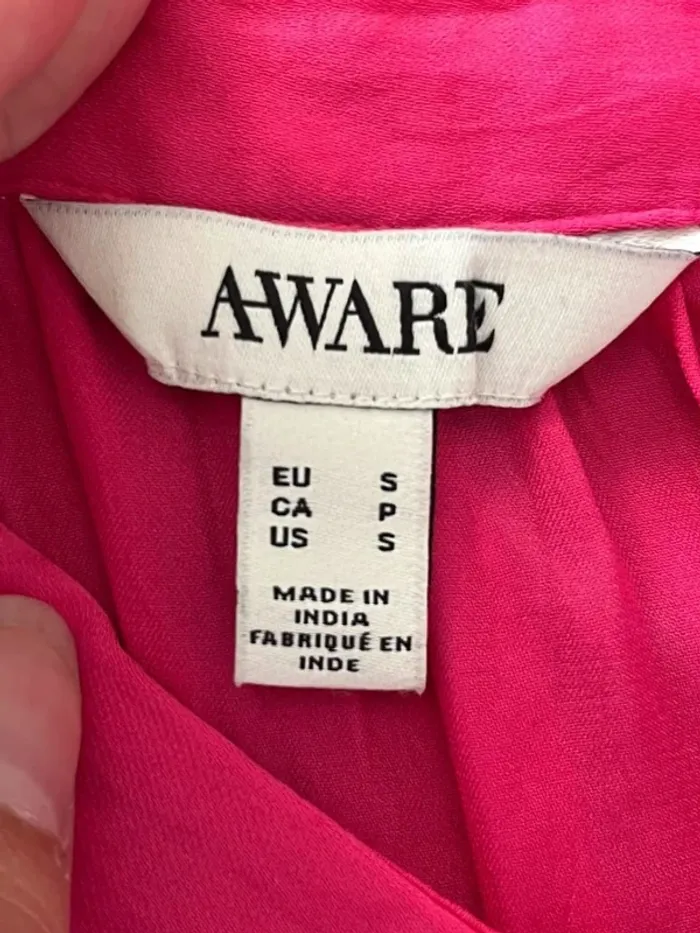 AWARE
EU S
CA P
US S
MADE IN
INDIA
FABRIQUÉ EN
INDE